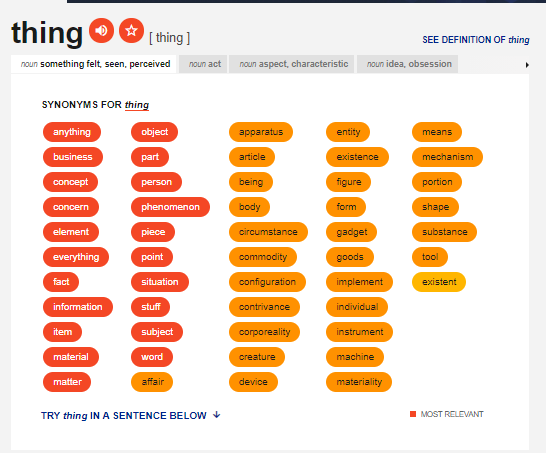 thing [ thing ]
SEE DEFINITION OF thing
noun something felt, seen, perceived
noun act
noun aspect, characteristic
noun idea, obsession
SYNONYMS FOR thing
anything
business
concept
concern
element
everything
fact
information
item
material
matter
object
part
person
phenomenon
piece
point
situation
stuff
subject
word
affair
apparatus
article
being
body
circumstance
commodity
configuration
contrivance
corporeality
creature
device
entity
existence
figure
form
gadget
goods
implement
individual
instrument
machine
materiality
means
mechanism
portion
shape
substance
tool
existent
TRY thing IN A SENTENCE BELOW
MOST RELEVANT